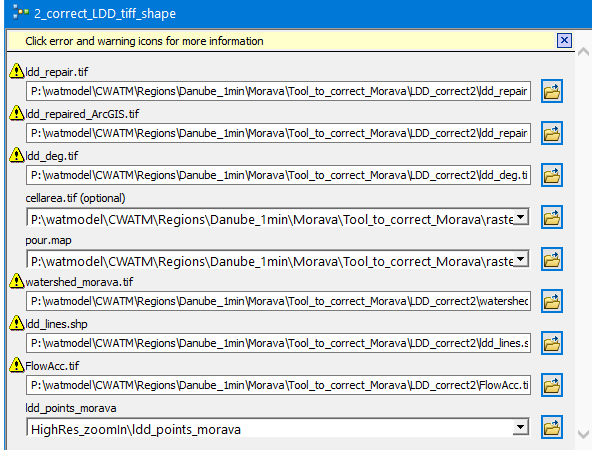 2_correct_LDD_tiff_shape
Click error and warning icons for more information
ldd_repair.tif
P:\watmodel\CWATM\Regions\Danube_1min\Morava\Tool_to_correct_Morava\LDD_correct2\ldd_repair
ldd_repaired_ArcGIS.tif
P:\watmodel\CWATM\Regions\Danube_1min\Morava\Tool_to_correct_Morava\LDD_correct2\ldd_repair
ldd_deg.tif
P:\watmodel\CWATM\Regions\Danube_1min\Morava\Tool_to_correct_Morava\LDD_correct2\ldd_deg.ti
cellarea.tif (optional)
P:\watmodel\CWATM\Regions\Danube_1min\Morava\Tool_to_correct_Morava\raste
pour.map
P:\watmodel\CWATM\Regions\Danube_1min\Morava\Tool_to_correct_Morava\raste
watershed_morava.tif
P:\watmodel\CWATM\Regions\Danube_1min\Morava\Tool_to_correct_Morava\LDD_correct2\watershed
ldd_lines.shp
P:\watmodel\CWATM\Regions\Danube_1min\Morava\Tool_to_correct_Morava\LDD_correct2\ldd_lines.s
FlowAcc.tif
P:\watmodel\CWATM\Regions\Danube_1min\Morava\Tool_to_correct_Morava\LDD_correct2\FlowAcc.ti
ldd_points_morava
HighRes_zoomIn\ldd_points_morava